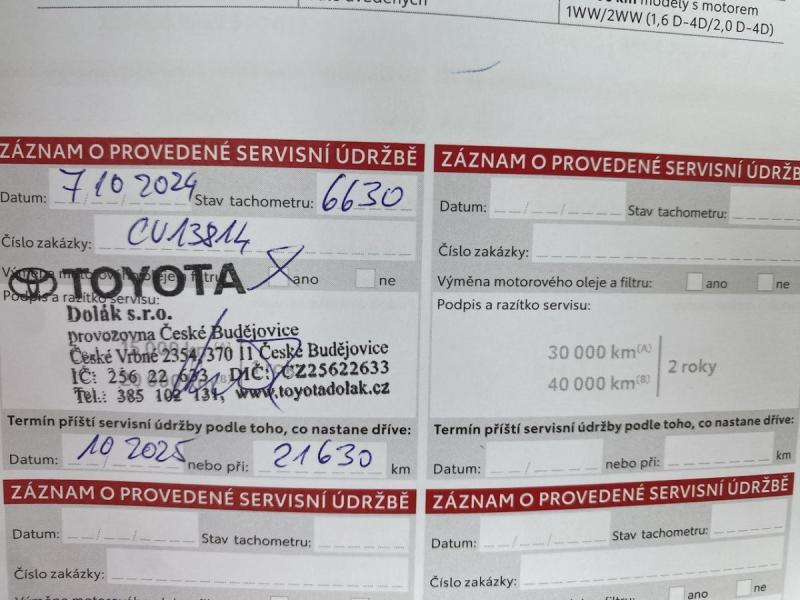 modely s motorem
1WW/2WW (1,6 D-4D/2,0 D-4D)
ZÁZNAM O PROVEDENÉ SERVISNÍ ÚDRŽBĚ
Datum: 7 10 2024 Stav tachometru: 6630
Číslo zakázky: CU13814
Výměna motorového oleje a filtru: ano ne
TOYOTA
Podpis a razítko servisu:
Dolák s.r.o.
provozovna České Budějovice
České Vrbné 2354, 370 11 České Budějovice
IČ: 256 22 633, DIČ: CZ25622633
Tel.: 385 102 131, www.toyotadolak.cz
Termín příští servisní údržby podle toho, co nastane dříve:
Datum: 10 2025 nebo při: 21630 km
ZÁZNAM O PROVEDENÉ SERVISNÍ ÚDRŽB
Datum: Stav tachometru:
Číslo zakázky:
Výměna motorového oleje a filtru: ano ne
Podpis a razítko servisu:
30 000 km(A)
40 000 km(B)
2 roky
Termín příští servisní údržby podle toho, co nastane dříve:
Datum: nebo při: km
ZÁZNAM O PROVEDENÉ SERVISNÍ ÚDRŽBĚ
Datum: Stav tachometru:
Číslo zakázky:
ZÁZNAM O PROVEDENÉ SERVISNÍ ÚDRŽBĚ
Datum: Stav tachometru:
Číslo zakázky:
ano ne